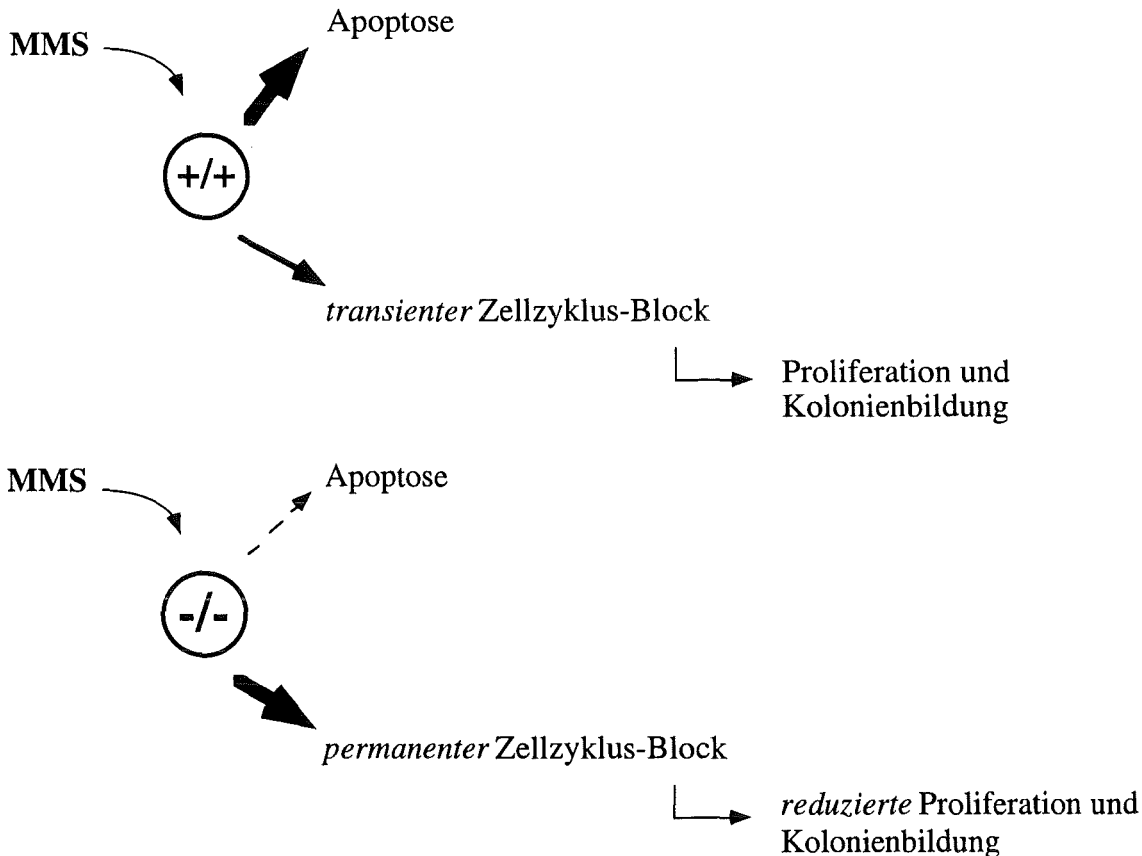 MMS
Apoptose
+/+
transienter Zellzyklus-Block
Proliferation und
Kolonienbildung
MMS
Apoptose
-/-
permanenter Zellzyklus-Block
reduzierte Proliferation und
Kolonienbildung